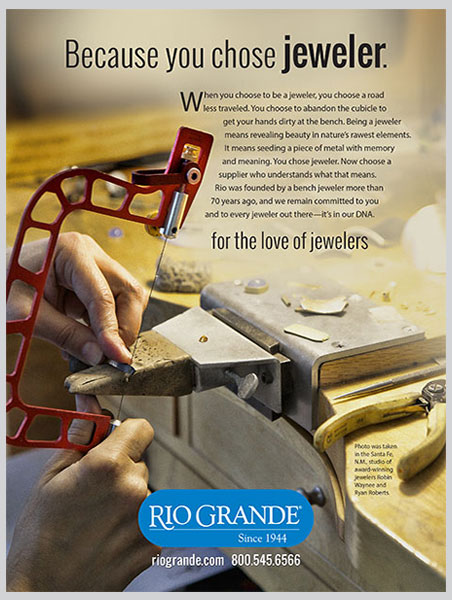 Because you chose jeweler.
When you choose to be a jeweler, you choose a road
less traveled. You choose to abandon the cubicle to
get your hands dirty at the bench. Being a jeweler
means revealing beauty in nature's rawest elements.
It means seeding a piece of metal with memory
and meaning. You chose jeweler. Now choose a
supplier who understands what that means.
Rio was founded by a bench jeweler more than
70 years ago, and we remain committed to you
and to every jeweler out there—it's in our DNA.
for the love of jewelers
Photo was taken
in the Santa Fe,
N.M., studio of
award-winning
jewelers Robin
Waynee and
Ryan Roberts.
RIO GRANDE®
Since 1944
riogrande.com 800.545.6566